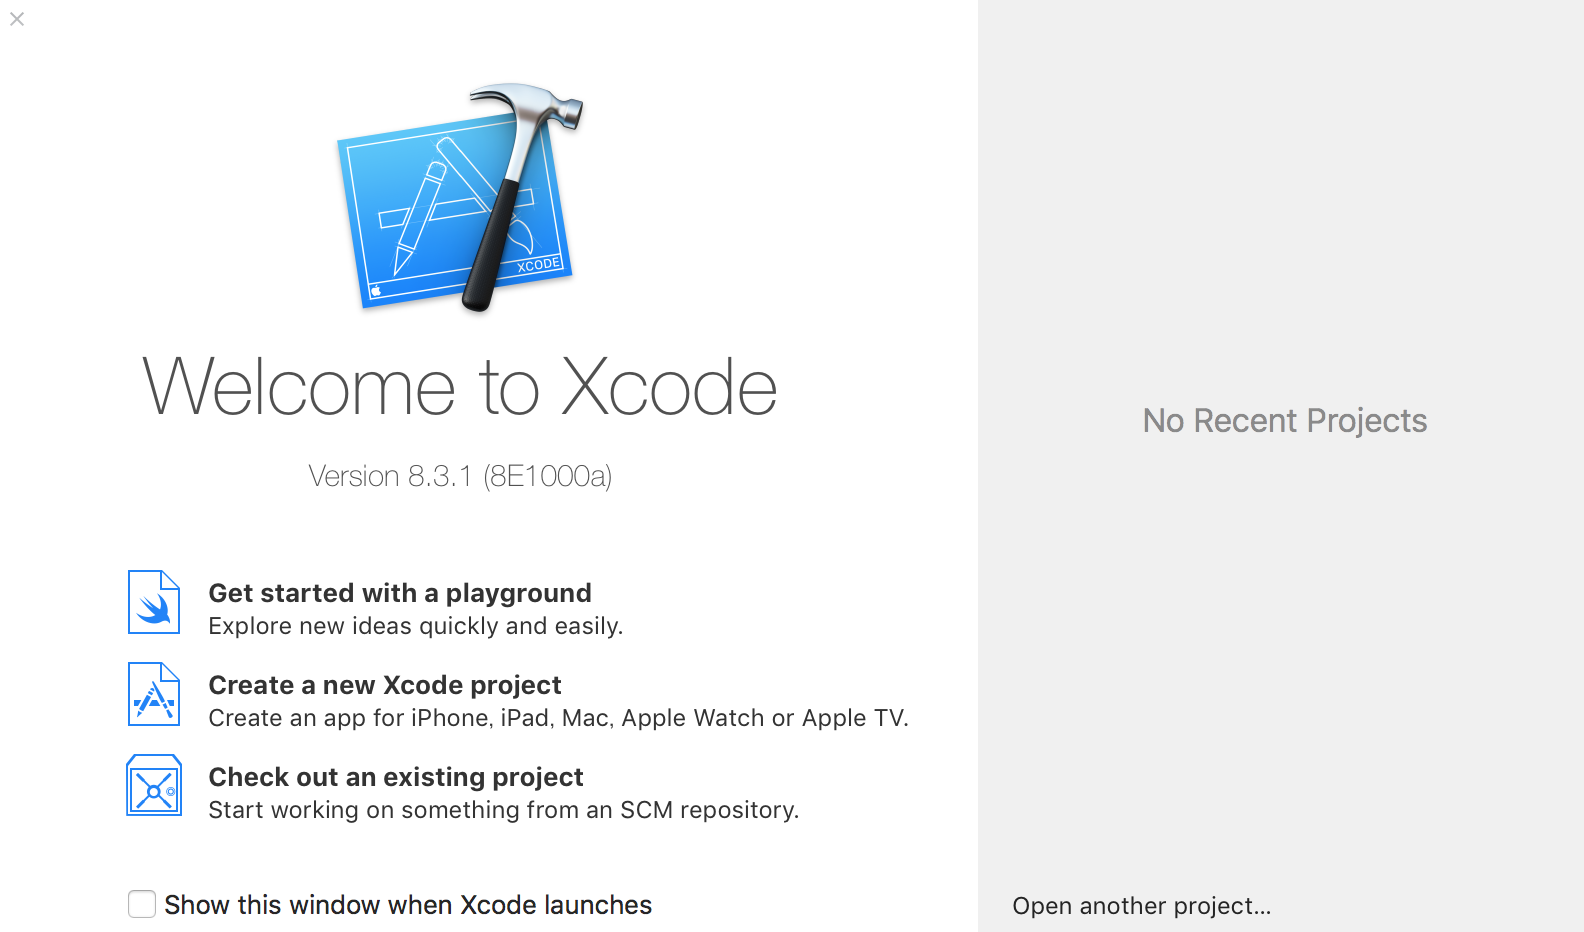 XCODE
Welcome to Xcode
Version 8.3.1 (8E1000a)
Get started with a playground
Explore new ideas quickly and easily.
Create a new Xcode project
Create an app for iPhone, iPad, Mac, Apple Watch or Apple TV.
Check out an existing project
Start working on something from an SCM repository.
Show this window when Xcode launches
No Recent Projects
Open another project...